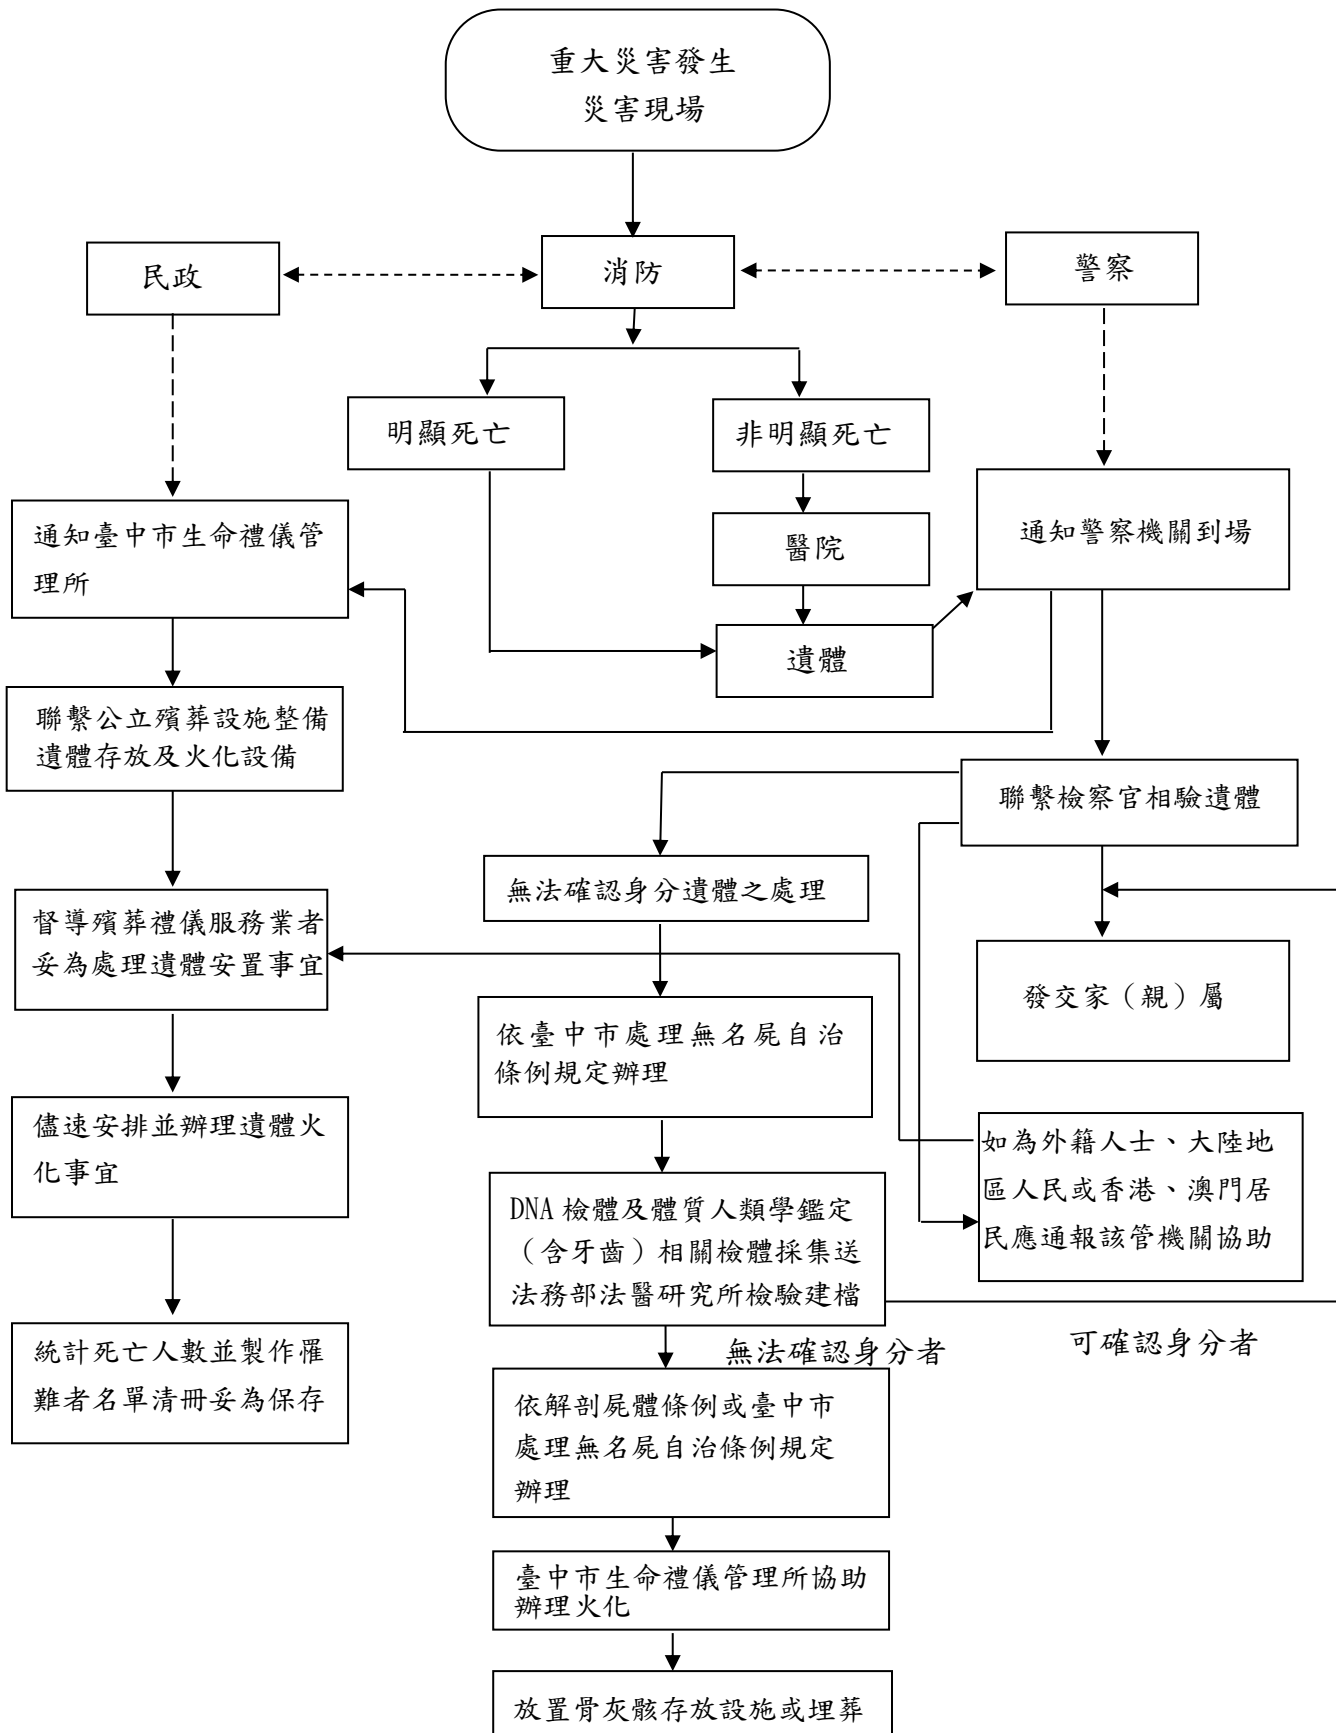 重大災害發生
災害現場
民政
消防
警察
明顯死亡
非明顯死亡
通知臺中市生命禮儀管
理所
醫院
通知警察機關到場
遺體
聯繫公立殯葬設施整備
遺體存放及火化設備
聯繫檢察官相驗遺體
無法確認身分遺體之處理
督導殯葬禮儀服務業者
妥為處理遺體安置事宜
發交家（親）屬
依臺中市處理無名屍自治
條例規定辦理
儘速安排並辦理遺體火
化事宜
如為外籍人士、大陸地
區人民或香港、澳門居
民應通報該管機關協助
DNA 檢體及體質人類學鑑定
（含牙齒）相關檢體採集送
法務部法醫研究所檢驗建檔
無法確認身分者
可確認身分者
統計死亡人數並製作罹
難者名單清冊妥為保存
依解剖屍體條例或臺中市
處理無名屍自治條例規定
辦理
臺中市生命禮儀管理所協助
辦理火化
放置骨灰骸存放設施或埋葬